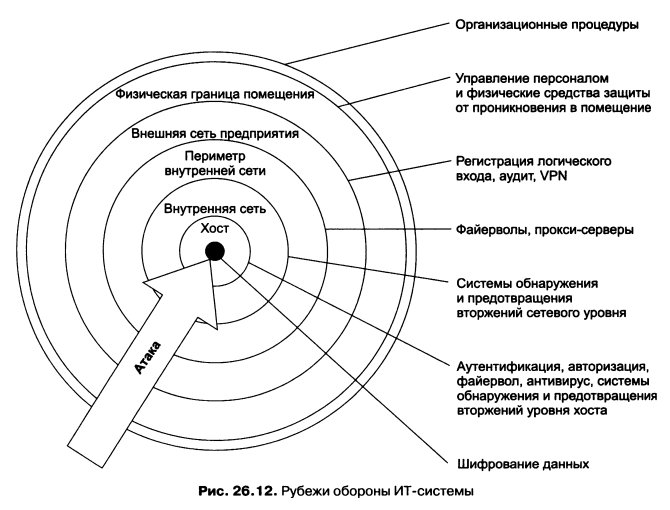 Организационные процедуры
Управление персоналом
и физические средства защиты
от проникновения в помещение
Физическая граница помещения
Внешняя сеть предприятия
Периметр
внутренней сети
Регистрация логического
входа, аудит, VPN
Внутренняя сеть
Хост
Файерволы, прокси-серверы
Системы обнаружения
и предотвращения
вторжений сетевого уровня
Атака
Аутентификация, авторизация,
файервол, антивирус, системы
обнаружения и предотвращения
вторжений уровня хоста
Шифрование данных
Рис. 26.12. Рубежи обороны ИТ-системы